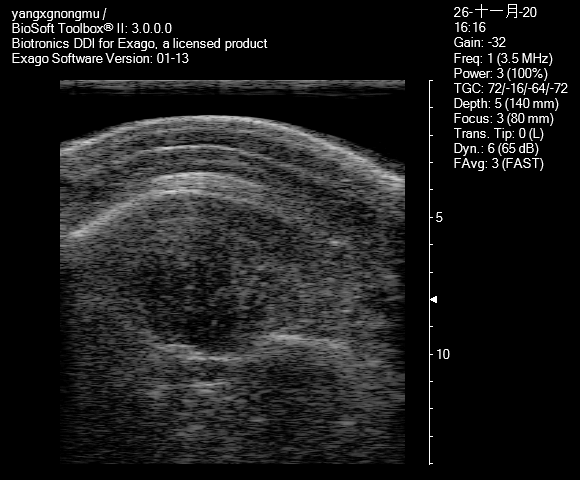 yangxgnongmu /
BioSoft Toolbox® II: 3.0.0.0
Biotronics DDI for Exago, a licensed product
Exago Software Version: 01-13
26-十一月-20
16:16
Gain: -32
Freq: 1 (3.5 MHz)
Power: 3 (100%)
TGC: 72/-16/-64/-72
Depth: 5 (140 mm)
Focus: 3 (80 mm)
Trans. Tip: 0 (L)
Dyn.: 6 (65 dB)
FAvg: 3 (FAST)
5
10